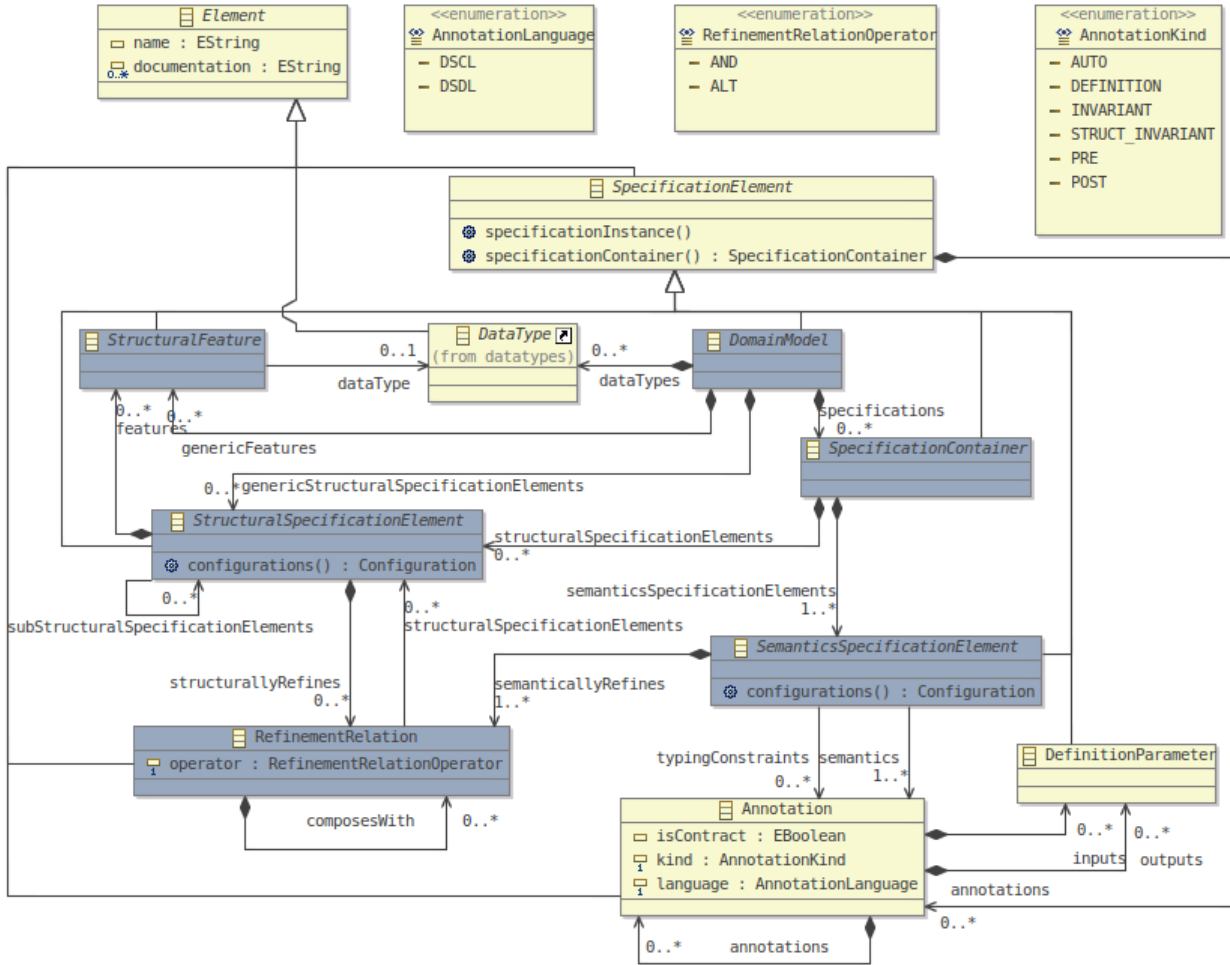 Element
name : EString
documentation : EString
0..*
<<enumeration>>
AnnotationLanguage
DSCL
DSDL
<<enumeration>>
RefinementRelationOperator
AND
ALT
<<enumeration>>
AnnotationKind
AUTO
DEFINITION
INVARIANT
STRUCT_INVARIANT
PRE
POST
SpecificationElement
specificationInstance()
specificationContainer() : SpecificationContainer
StructuralFeature
0..1
dataType
DataType
(from datatypes)
0..*
dataTypes
DomainModel
0..*
features
0..*
genericFeatures
specifications
0..*
SpecificationContainer
0..*
genericStructuralSpecificationElements
StructuralSpecificationElement
configurations() : Configuration
structuralSpecificationElements
0..*
semanticsSpecificationElements
1..*
0..*
subStructuralSpecificationElements
0..*
structuralSpecificationElements
SemanticsSpecificationElement
configurations() : Configuration
structurallyRefines
0..*
semanticallyRefines
1..*
RefinementRelation
1
operator : RefinementRelationOperator
composesWith
0..*
typingConstraints
0..*
semantics
1..*
DefinitionParameter
Annotation
isContract : EBoolean
1
kind : AnnotationKind
1
language : AnnotationLanguage
0..*
inputs
0..*
outputs
annotations
0..*
0..*
annotations